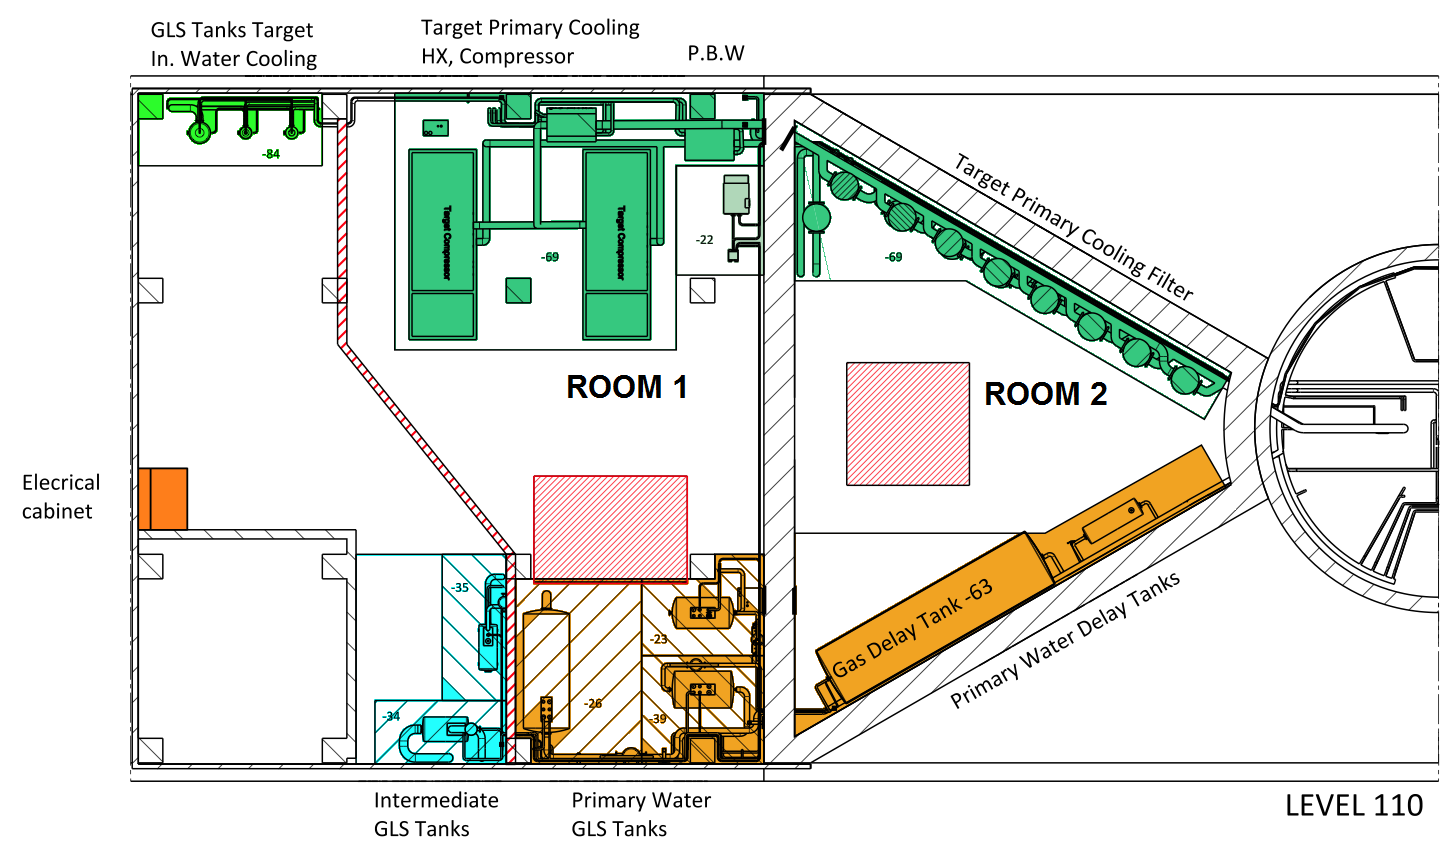 GLS Tanks Target
In. Water Cooling
Target Primary Cooling
HX, Compressor
P.B.W
-84
Target Compressor
Target Compressor
-69
-22
-69
Target Primary Cooling Filter
ROOM 1
ROOM 2
Elecrical
cabinet
-35
-34
-26
-23
-39
Gas Delay Tank -63
Primary Water Delay Tanks
Intermediate
GLS Tanks
Primary Water
GLS Tanks
LEVEL 110